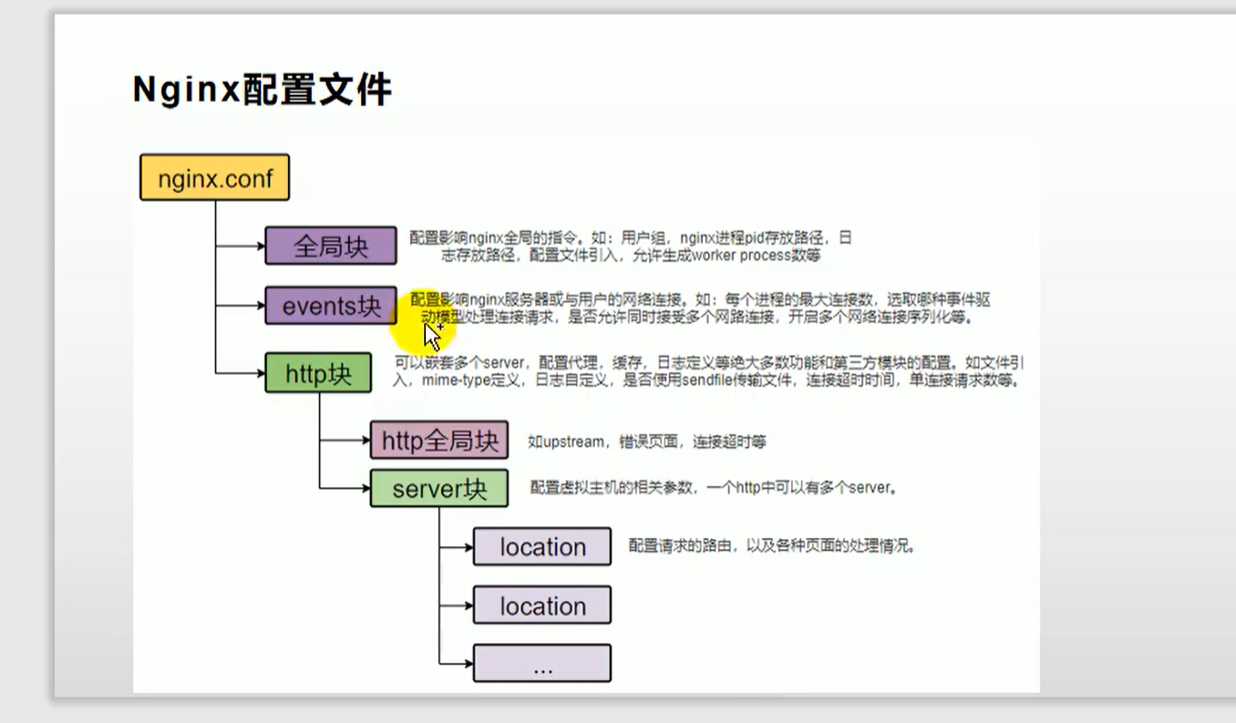 Nginx配置文件
nginx.conf
全局块
配置影响nginx全局的指令。如：用户组，nginx进程pid存放路径，日
志存放路径，配置文件引入，允许生成worker process数等
events块
配置影响nginx服务器或与用户的网络连接。如：每个进程的最大连接数，选取哪种事件驱
动模型处理连接请求，是否允许同时接受多个网路连接，开启多个网络连接序列化等。
http块
可以嵌套多个server，配置代理，缓存，日志定义等绝大多数功能和第三方模块的配置。如文件引
入，mime-type定义，日志自定义，是否使用sendfile传输文件，连接超时时间，单连接请求数等。
http全局块
如upstream，错误页面，连接超时等
server块
配置虚拟主机的相关参数，一个http中可以有多个server。
location
配置请求的路由，以及各种页面的处理情况。
location
...